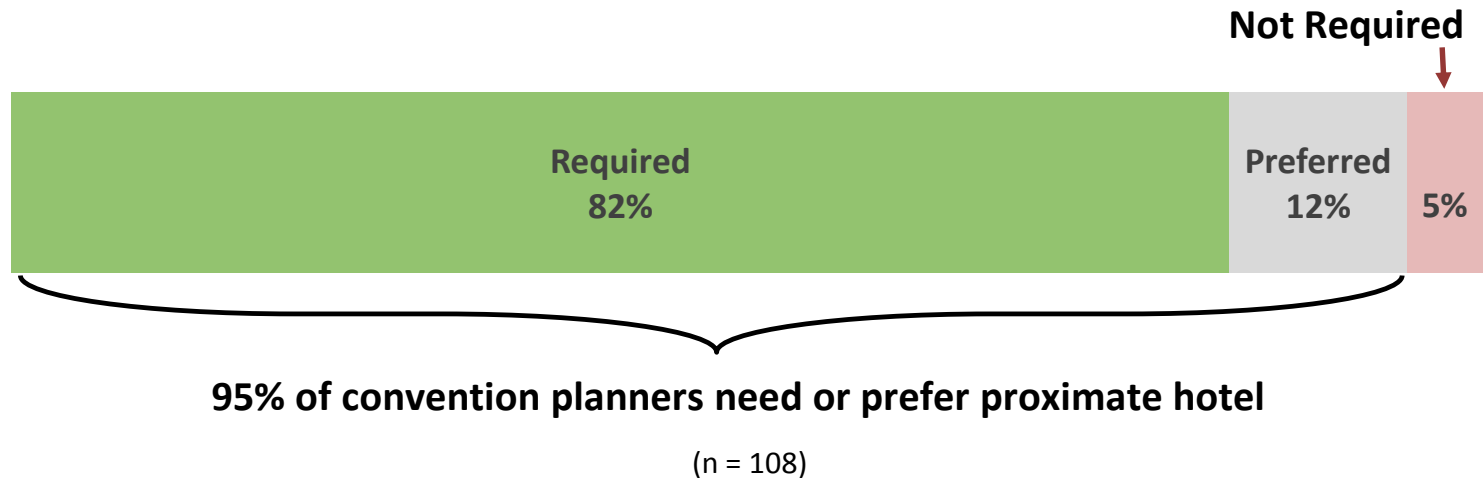 Not Required
Required
82%
Preferred
12%
5%
95% of convention planners need or prefer proximate hotel
(n = 108)